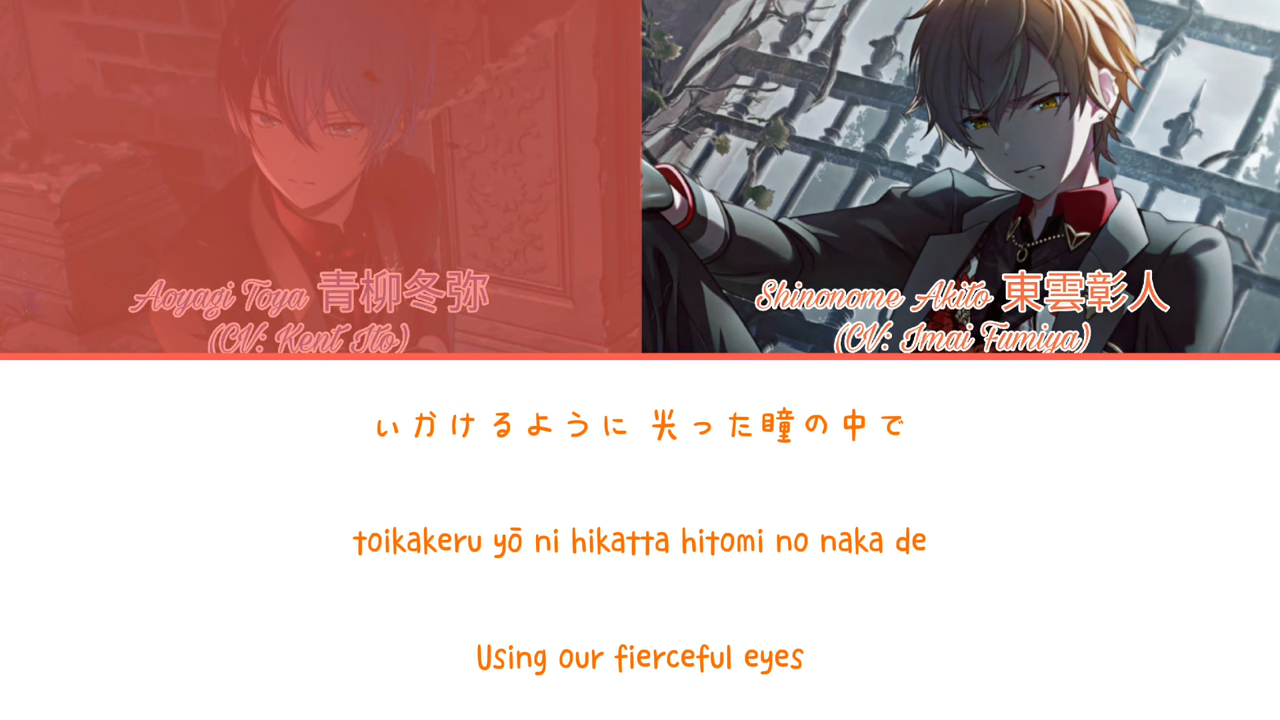 Aoyagi Toya 青柳冬弥
(CV: Kent Ito)
Shinonome Akito 東雲彰人
(CV: Imai Fumiya)
いかけるように 光った瞳の中で
toikakeru yō ni hikatta hitomi no naka de
Using our fierceful eyes